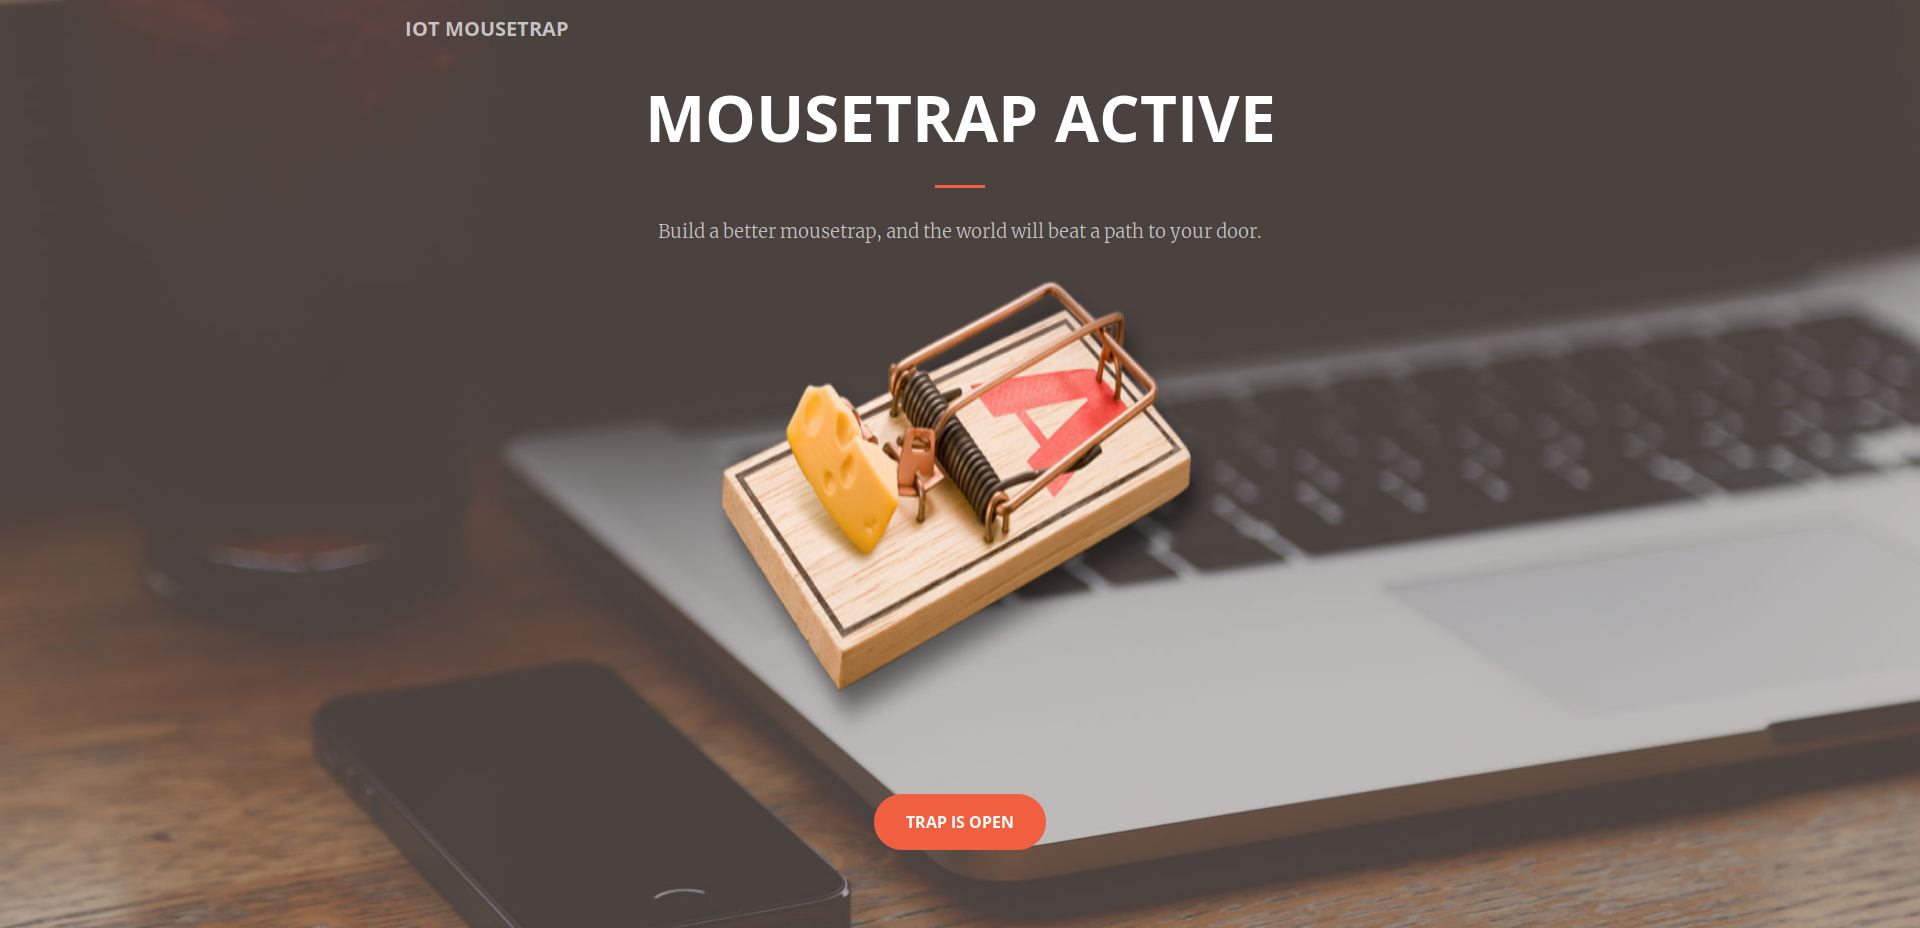 IOT MOUSETRAP
MOUSETRAP ACTIVE
Build a better mousetrap, and the world will beat a path to your door.
A
TRAP IS OPEN